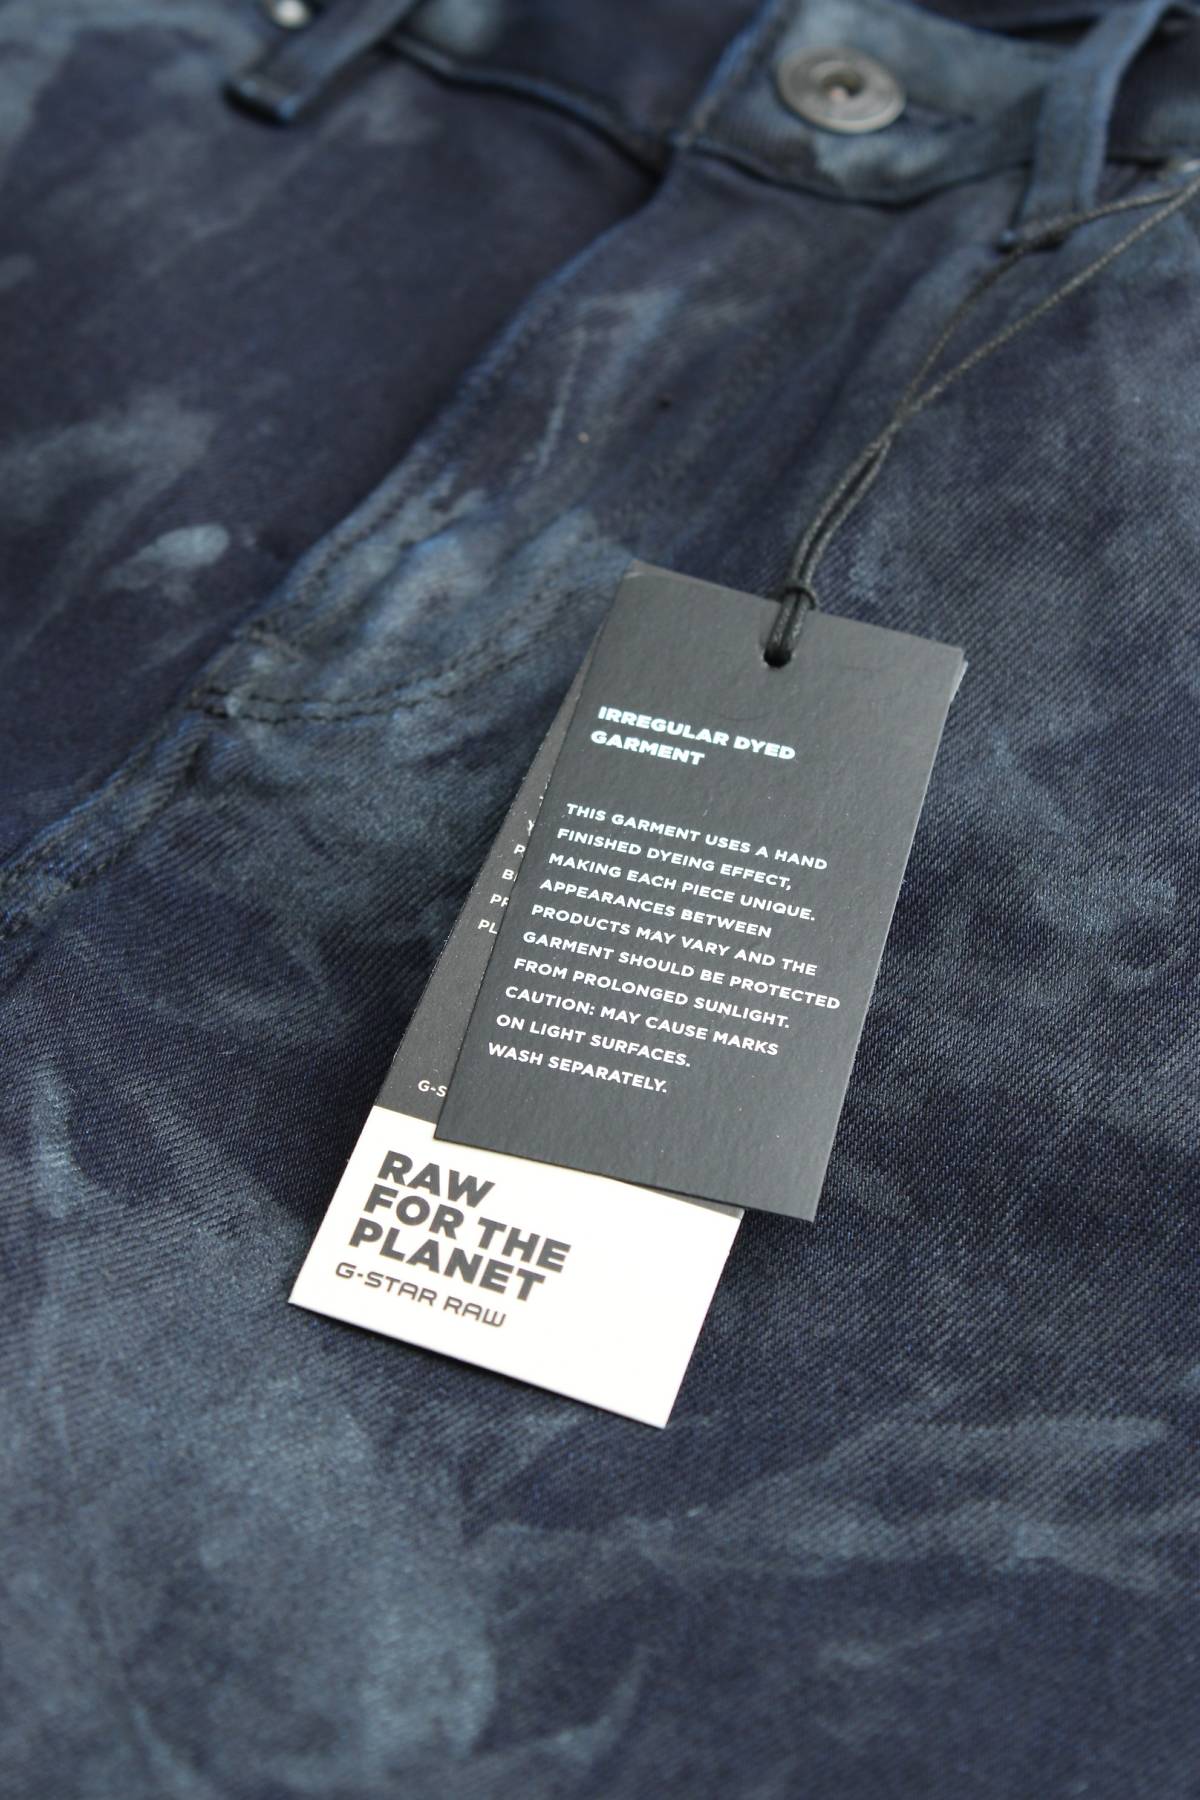 IRREGULAR DYED
GARMENT
THIS GARMENT USES A HAND
FINISHED DYEING EFFECT,
MAKING EACH PIECE UNIQUE.
APPEARANCES BETWEEN
PRODUCTS MAY VARY AND THE
GARMENT SHOULD BE PROTECTED
FROM PROLONGED SUNLIGHT.
CAUTION: MAY CAUSE MARKS
ON LIGHT SURFACES.
WASH SEPARATELY.
RAW
FOR THE
PLANET
G-STAR RAW